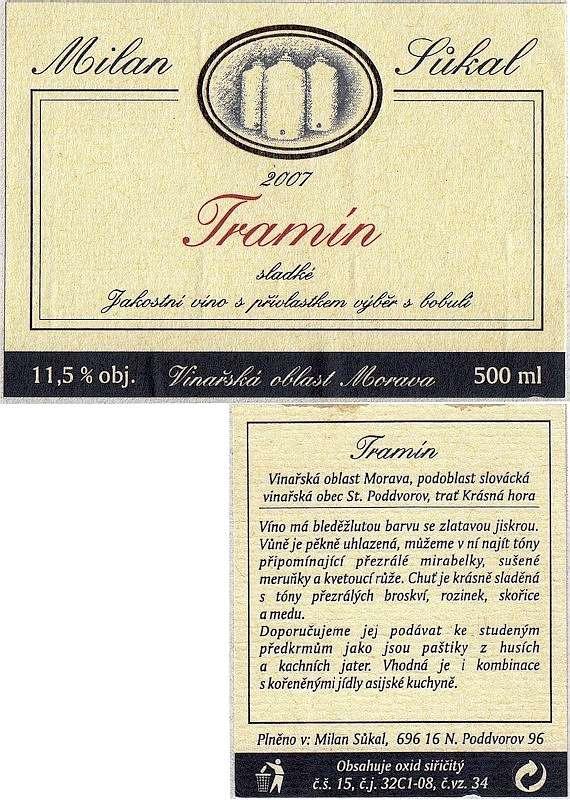 Milan Sůkal
2007
Tramín
sladké
Jakostní víno s přívlastkem výběr s bobulí
11,5 % obj. Vinařská oblast Morava 500 ml
Tramín
Vinařská oblast Morava, podoblast slovácká
vinařská obec St. Poddvorov, trať Krásná hora
Víno má bleděžlutou barvu se zlatavou jiskrou.
Vůně je pěkně uhlazená, můžeme v ní najít tóny
připomínající přezrálé mirabelky, sušené
meruňky a kvetoucí růže. Chuť je krásně sladěná
s tóny přezrálých broskví, rozinek, skořice
a medu.
Doporučujeme jej podávat ke studeným
předkrmům jako jsou paštiky z husích
a kachních jater. Vhodná je i kombinace
s kořeněnými jídly asijské kuchyně.
Plněno v: Milan Sůkal, 696 16 N. Poddvorov 96
Obsahuje oxid siřičitý
č.š. 15, č.j. 32C1-08, č.vz. 34